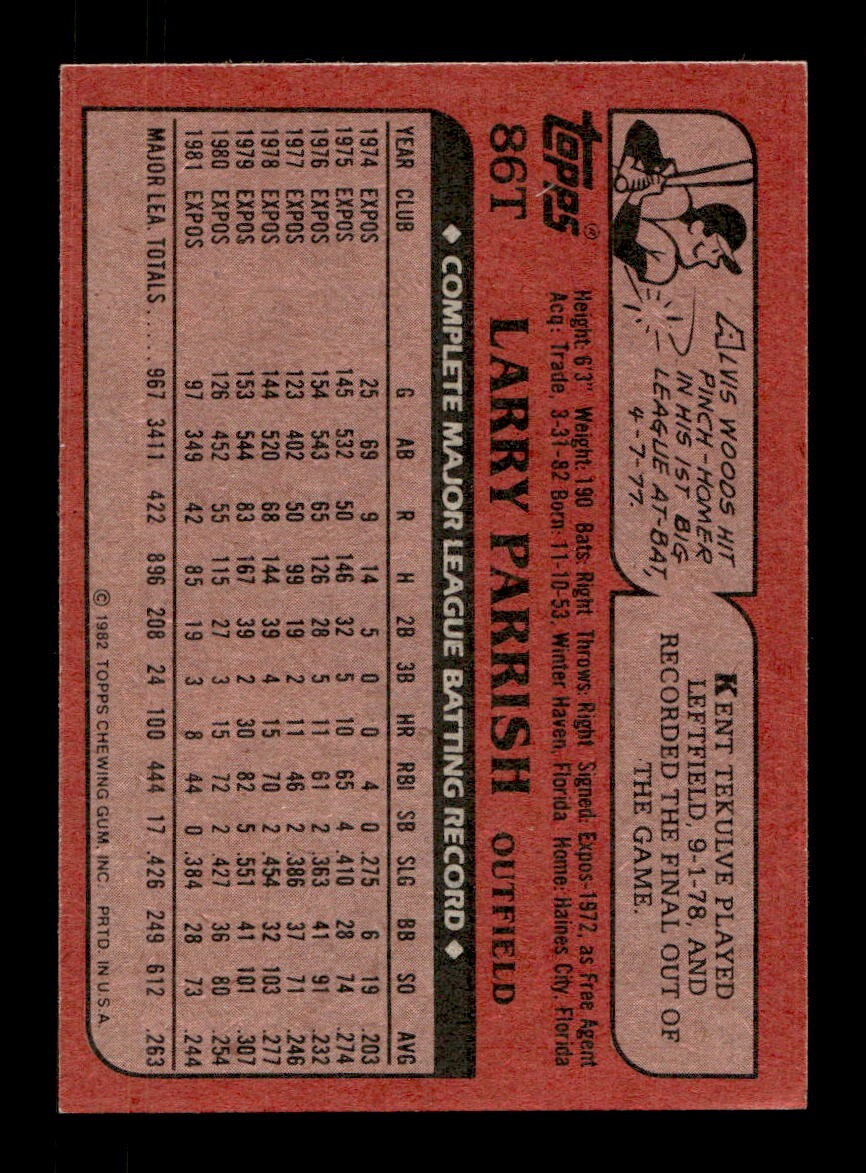 ALVIS WOODS HIT
PINCH-HOMER
IN HIS 1ST BIG
LEAGUE AT-BAT,
4-7-77.
KENT TEKULVE PLAYED
LEFTFIELD, 9-1-78, AND
RECORDED THE FINAL OUT OF
THE GAME.
TOPPS®
86T LARRY PARRISH OUTFIELD
Height: 6'3" Weight: 190 Bats: Right Throws: Right Signed: Expos-1972, as Free Agent
Acq: Trade, 3-31-82 Born: 11-10-53, Winter Haven, Florida Home: Haines City, Florida
◆ COMPLETE MAJOR LEAGUE BATTING RECORD ◆
YEAR CLUB G AB R H 2B 3B HR RBI SB SLG BB SO AVG
1974 EXPOS 25 69 9 14 5 0 0 4 0 .275 6 19 .203
1975 EXPOS 145 532 50 146 32 5 10 65 4 .410 28 74 .274
1976 EXPOS 154 543 65 126 28 5 11 61 2 .363 41 91 .232
1977 EXPOS 123 402 50 99 19 2 11 46 2 .386 37 71 .246
1978 EXPOS 144 520 68 144 39 4 15 70 2 .454 32 103 .277
1979 EXPOS 153 544 83 167 39 2 30 82 5 .551 41 101 .307
1980 EXPOS 126 452 55 115 27 3 15 72 2 .427 36 80 .254
1981 EXPOS 97 349 42 85 19 3 8 44 0 .384 28 73 .244
MAJOR LEA. TOTALS..... 967 3411 422 896 208 24 100 444 17 .426 249 612 .263
© 1982 TOPPS CHEWING GUM, INC. PRTD. IN U.S.A.